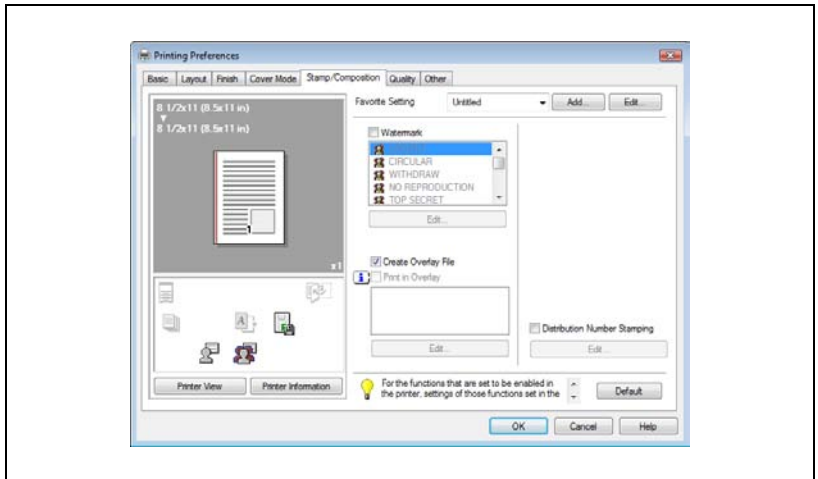 Printing Preferences
Basic Layout Finish Cover Mode Stamp/Composition Quality Other
8 1/2x11 (8.5x11 in)
8 1/2x11 (8.5x11 in)
1
x1
Printer View Printer Information
Favorite Setting Untitled Add... Edit...
Watermark
CIRCULAR
WITHDRAW
NO REPRODUCTION
TOP SECRET
Edit...
Create Overlay File
Print in Overlay
Edit...
Distribution Number Stamping
Edit...
For the functions that are set to be enabled in
the printer, settings of those functions set in the
Default
OK Cancel Help